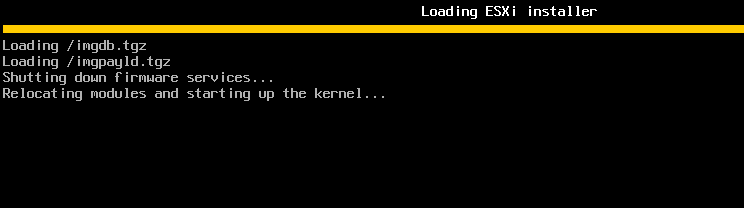 Loading ESXi installer
Loading /imgdb.tgz
Loading /imgpayld.tgz
Shutting down firmware services...
Relocating modules and starting up the kernel...